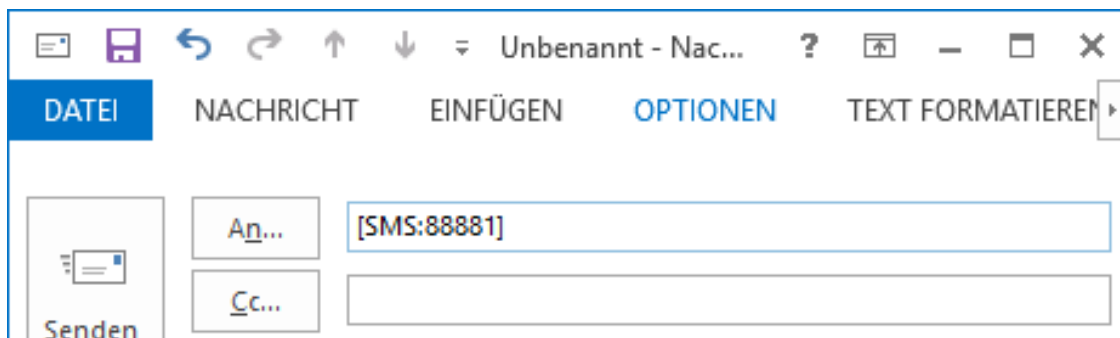 Unbenannt - Nac... ?
DATEI NACHRICHT EINFÜGEN OPTIONEN TEXT FORMATIEREN
An... [SMS:88881]
Cc...
Senden